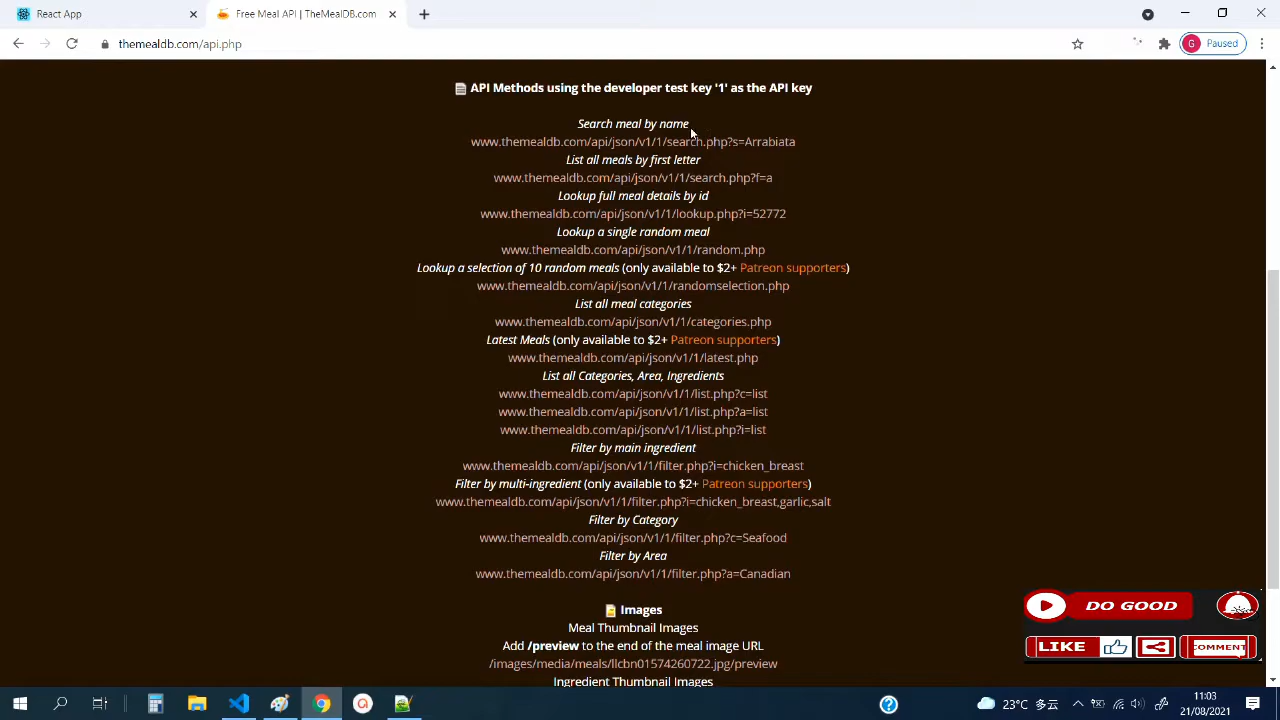 React App
Free Meal API | TheMealDB.com
themealdb.com/api.php
G Paused
API Methods using the developer test key '1' as the API key
Search meal by name
www.themealdb.com/api/json/v1/1/search.php?s=Arrabiata
List all meals by first letter
www.themealdb.com/api/json/v1/1/search.php?f=a
Lookup full meal details by id
www.themealdb.com/api/json/v1/1/lookup.php?i=52772
Lookup a single random meal
www.themealdb.com/api/json/v1/1/random.php
Lookup a selection of 10 random meals (only available to $2+ Patreon supporters)
www.themealdb.com/api/json/v1/1/randomselection.php
List all meal categories
www.themealdb.com/api/json/v1/1/categories.php
Latest Meals (only available to $2+ Patreon supporters)
www.themealdb.com/api/json/v1/1/latest.php
List all Categories, Area, Ingredients
www.themealdb.com/api/json/v1/1/list.php?c=list
www.themealdb.com/api/json/v1/1/list.php?a=list
www.themealdb.com/api/json/v1/1/list.php?i=list
Filter by main ingredient
www.themealdb.com/api/json/v1/1/filter.php?i=chicken_breast
Filter by multi-ingredient (only available to $2+ Patreon supporters)
www.themealdb.com/api/json/v1/1/filter.php?i=chicken_breast,garlic,salt
Filter by Category
www.themealdb.com/api/json/v1/1/filter.php?c=Seafood
Filter by Area
www.themealdb.com/api/json/v1/1/filter.php?a=Canadian
Images
Meal Thumbnail Images
Add /preview to the end of the meal image URL
/images/media/meals/llcbn01574260722.jpg/preview
Ingredient Thumbnail Images
DO GOOD
LIKE
COMMENT
23°C 多云
11:03
21/08/2021